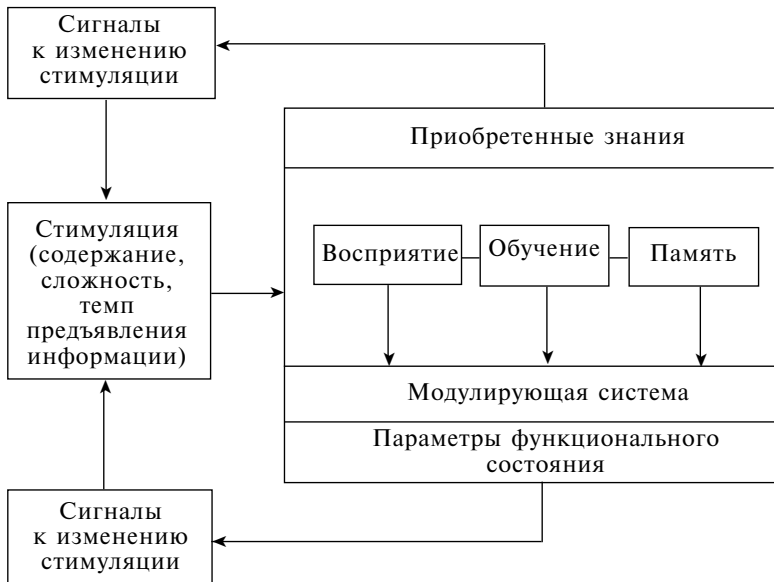 Сигналы
к изменению
стимуляции
Приобретенные знания
Стимуляция
(содержание,
сложность,
темп
предъявления
информации)
Восприятие
Обучение
Память
Модулирующая система
Параметры функционального
состояния
Сигналы
к изменению
стимуляции